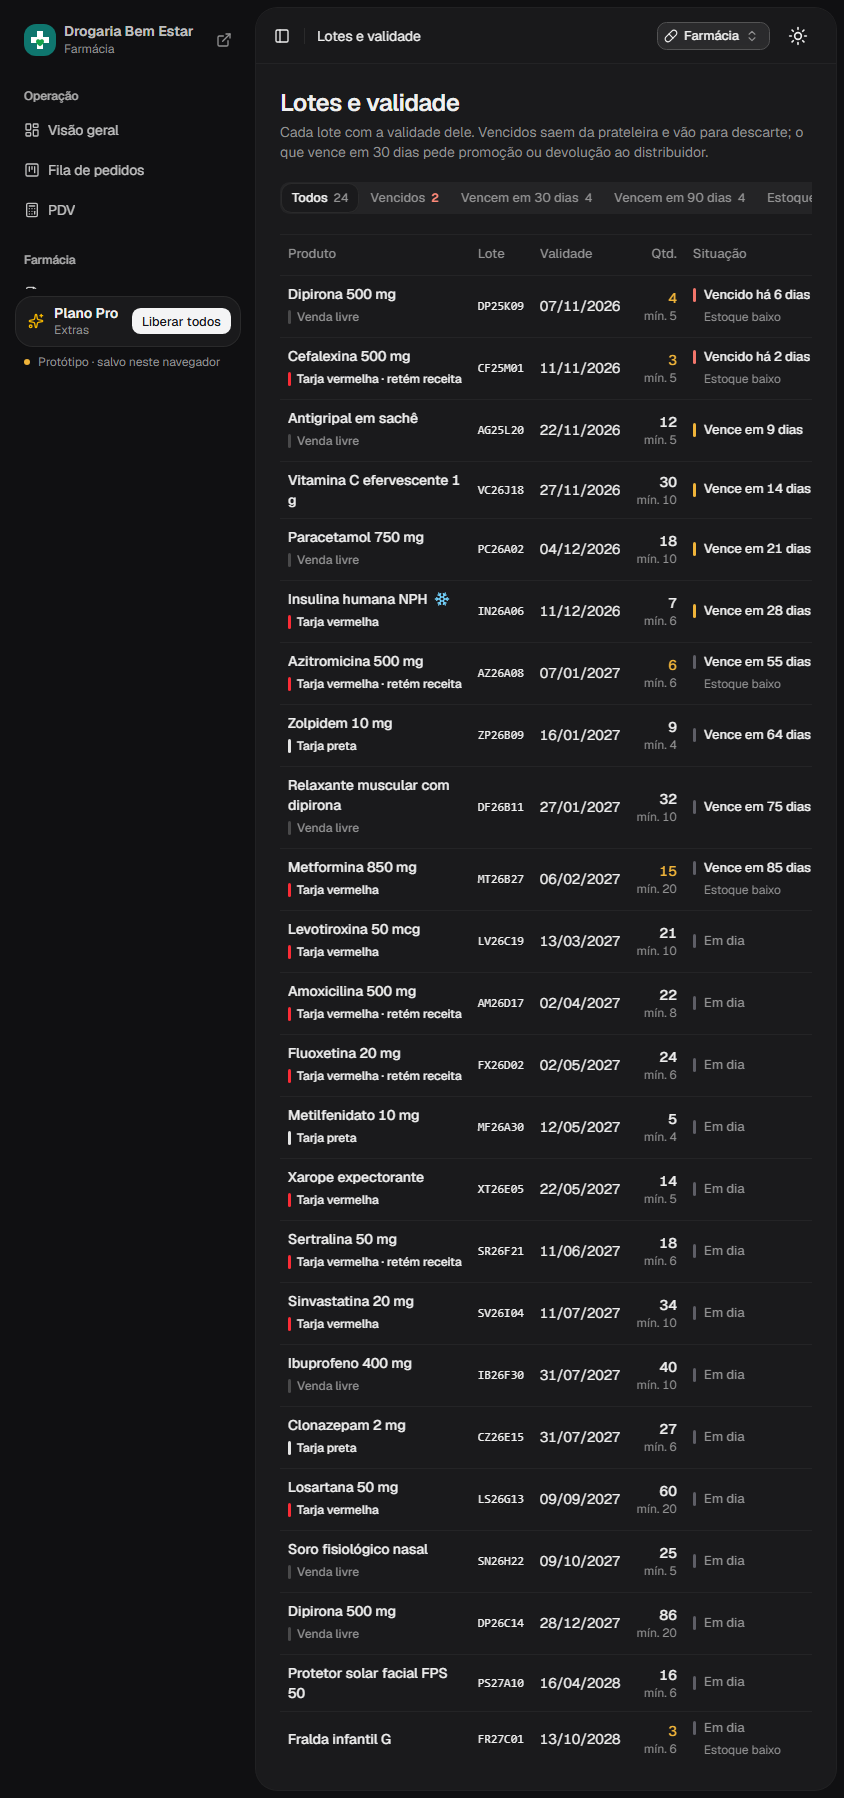 Drogaria Bem Estar
Farmácia
Operação
Visão geral
Fila de pedidos
PDV
Farmácia
Plano Pro
Extras
Liberar todos
Protótipo · salvo neste navegador
Lotes e validade
Farmácia
Lotes e validade
Cada lote com a validade dele. Vencidos saem da prateleira e vão para descarte; o
que vence em 30 dias pede promoção ou devolução ao distribuidor.
Todos 24 Vencidos 2 Vencem em 30 dias 4 Vencem em 90 dias 4 Estoque
Produto Lote Validade Qtd. Situação
Dipirona 500 mg
Venda livre
DP25K09 07/11/2026
4
mín. 5
Vencido há 6 dias
Estoque baixo
Cefalexina 500 mg
Tarja vermelha · retém receita
CF25M01 11/11/2026
3
mín. 5
Vencido há 2 dias
Estoque baixo
Antigripal em sachê
Venda livre
AG25L20 22/11/2026
12
mín. 5
Vence em 9 dias
Vitamina C efervescente 1
g
VC26J18 27/11/2026
30
mín. 10
Vence em 14 dias
Paracetamol 750 mg
Venda livre
PC26A02 04/12/2026
18
mín. 10
Vence em 21 dias
Insulina humana NPH
Tarja vermelha
IN26A06 11/12/2026
7
mín. 6
Vence em 28 dias
Azitromicina 500 mg
Tarja vermelha · retém receita
AZ26A08 07/01/2027
6
mín. 6
Vence em 55 dias
Estoque baixo
Zolpidem 10 mg
Tarja preta
ZP26B09 16/01/2027
9
mín. 4
Vence em 64 dias
Relaxante muscular com
dipirona
Venda livre
DF26B11 27/01/2027
32
mín. 10
Vence em 75 dias
Metformina 850 mg
Tarja vermelha
MT26B27 06/02/2027
15
mín. 20
Vence em 85 dias
Estoque baixo
Levotiroxina 50 mcg
Tarja vermelha
LV26C19 13/03/2027
21
mín. 10
Em dia
Amoxicilina 500 mg
Tarja vermelha · retém receita
AM26D17 02/04/2027
22
mín. 8
Em dia
Fluoxetina 20 mg
Tarja vermelha · retém receita
FX26D02 02/05/2027
24
mín. 6
Em dia
Metilfenidato 10 mg
Tarja preta
MF26A30 12/05/2027
5
mín. 4
Em dia
Xarope expectorante
Tarja vermelha
XT26E05 22/05/2027
14
mín. 5
Em dia
Sertralina 50 mg
Tarja vermelha · retém receita
SR26F21 11/06/2027
18
mín. 6
Em dia
Sinvastatina 20 mg
Tarja vermelha
SV26I04 11/07/2027
34
mín. 10
Em dia
Ibuprofeno 400 mg
Venda livre
IB26F30 31/07/2027
40
mín. 10
Em dia
Clonazepam 2 mg
Tarja preta
CZ26E15 31/07/2027
27
mín. 6
Em dia
Losartana 50 mg
Tarja vermelha
LS26G13 09/09/2027
60
mín. 20
Em dia
Soro fisiológico nasal
Venda livre
SN26H22 09/10/2027
25
mín. 5
Em dia
Dipirona 500 mg
Venda livre
DP26C14 28/12/2027
86
mín. 20
Em dia
Protetor solar facial FPS
50
PS27A10 16/04/2028
16
mín. 6
Em dia
Fralda infantil G
FR27C01 13/10/2028
3
mín. 6
Em dia
Estoque baixo